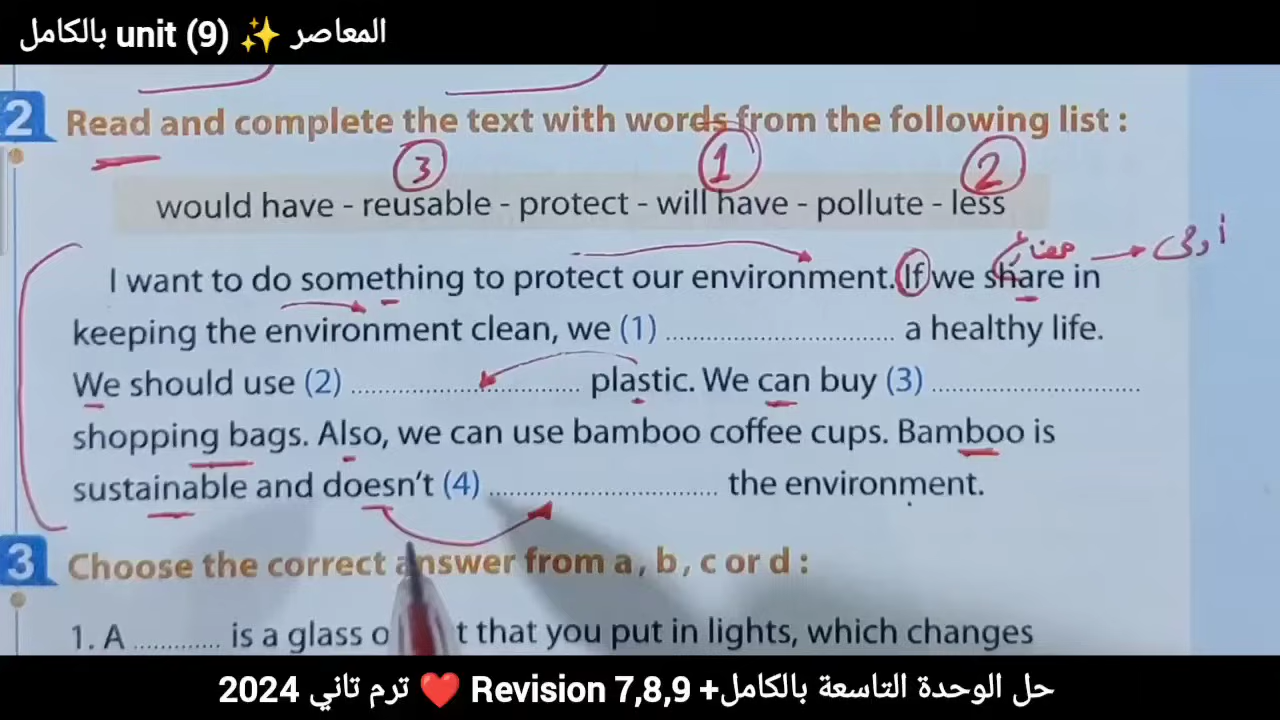 المعاصر ✨ unit (9) بالكامل
2 Read and complete the text with words from the following list :
3 1 2
would have - reusable - protect - will have - pollute - less
مضارع أولى
I want to do something to protect our environment. If we share in
keeping the environment clean, we (1) .................................. a healthy life.
We should use (2) .................................. plastic. We can buy (3) ..................................
shopping bags. Also, we can use bamboo coffee cups. Bamboo is
sustainable and doesn't (4) .................................. the environment.
3 Choose the correct answer from a , b , c or d :
1. A ............. is a glass that you put in lights, which changes
حل الوحدة التاسعة بالكامل+ Revision 7,8,9 ❤️ ترم تاني 2024